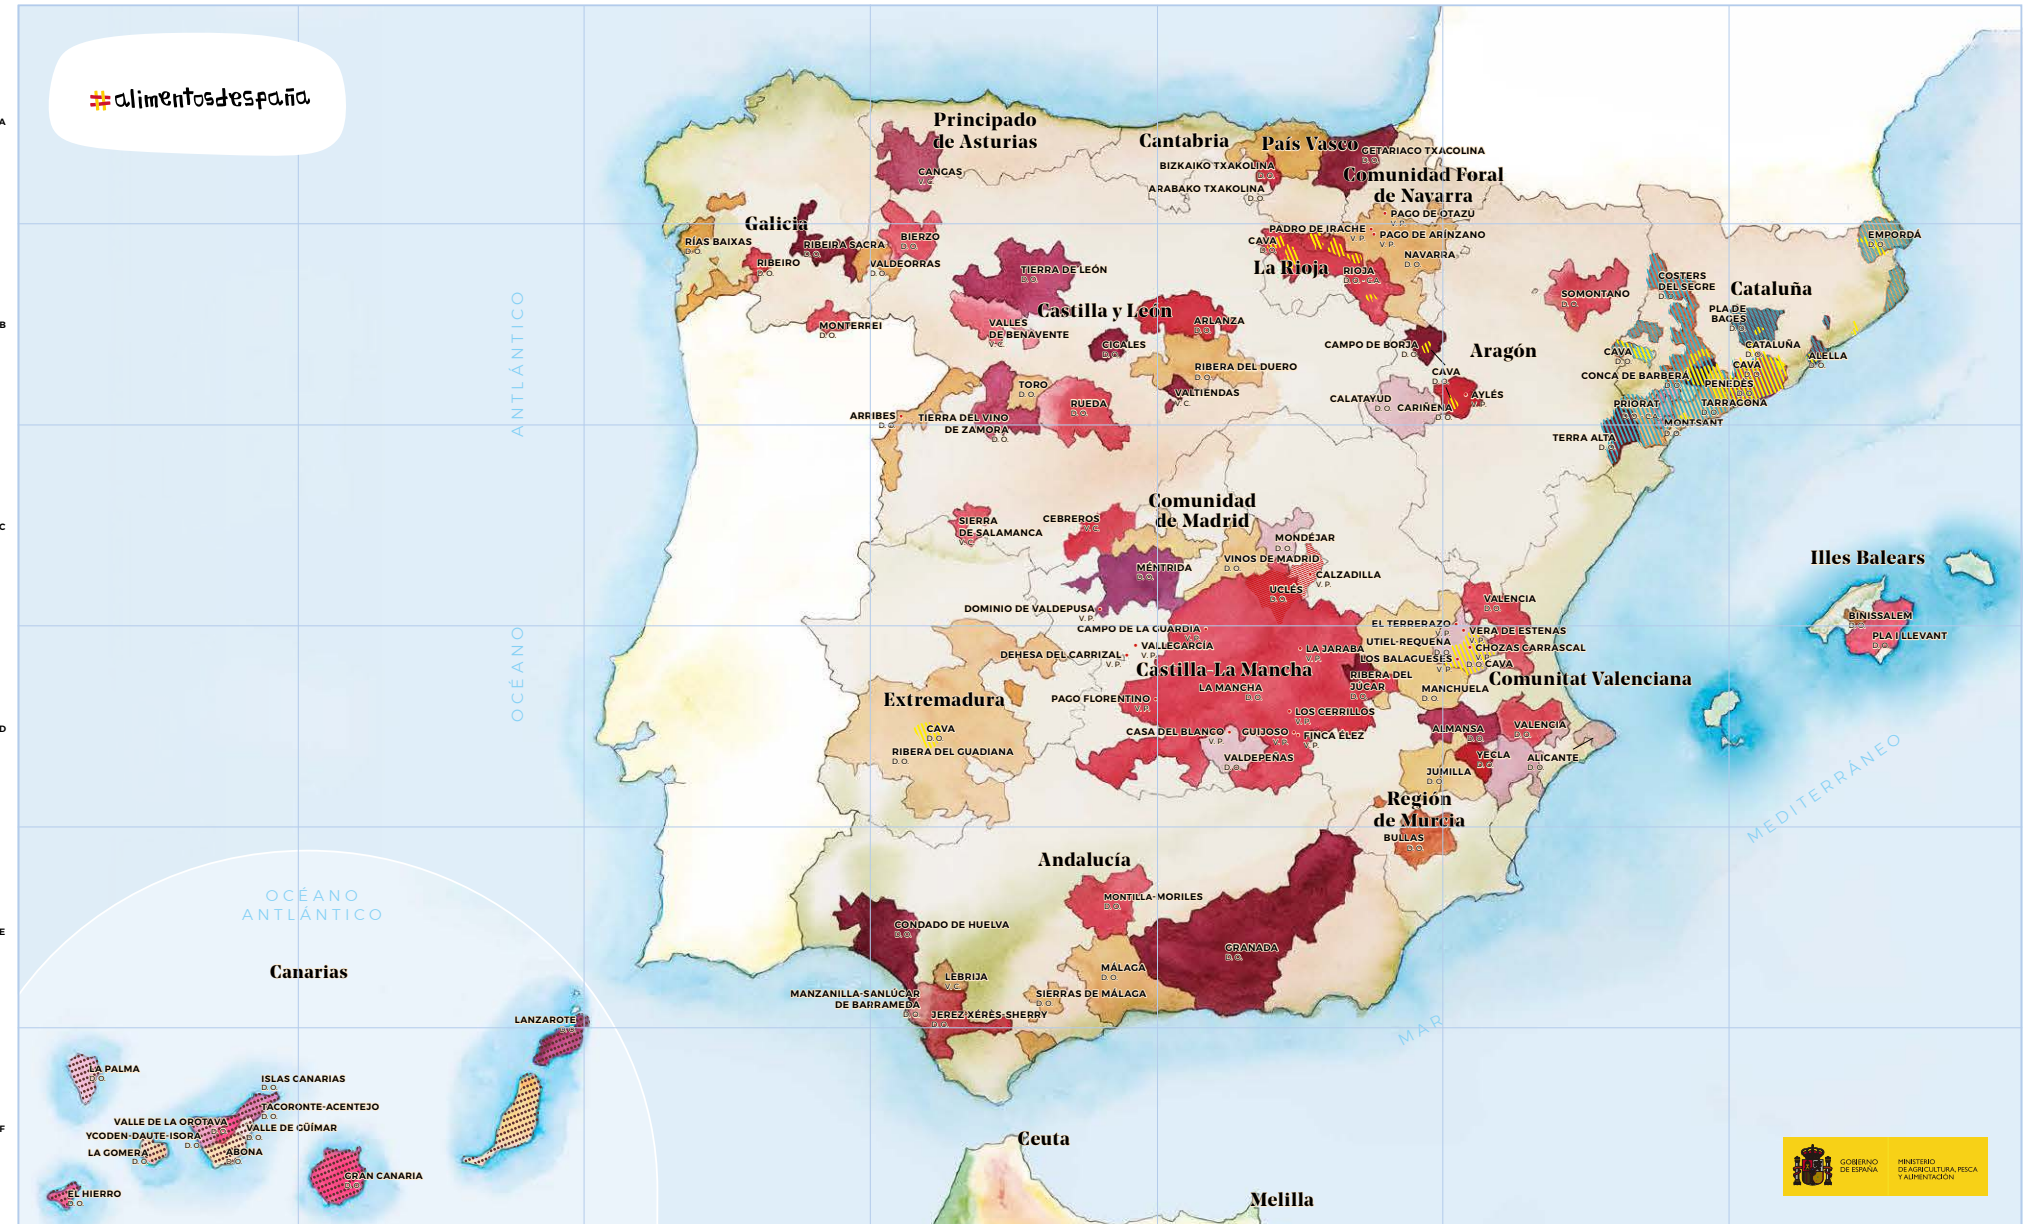 #alimentosdespaña
A
B
C
D
E
F
Principado
de Asturias
CANGAS
V.C.
Cantabria
País Vasco
GETARIACO TXACOLINA
D.O.
BIZKAIKO TXAKOLINA
D.O.
ARABAKO TXAKOLINA
D.O.
Comunidad Foral
de Navarra
PAGO DE OTAZU
V.P.
PADRO DE IRACHE
V.P.
PAGO DE ARÍNZANO
V.P.
NAVARRA
D.O.
Galicia
RÍAS BAIXAS
D.O.
RIBEIRO
D.O.
RIBEIRA SACRA
D.O.
VALDEORRAS
D.O.
MONTERREI
D.O.
BIERZO
D.O.
CAVA
D.O.
La Rioja
RIOJA
D.O.-CA.
Castilla y León
TIERRA DE LEÓN
D.O.
VALLES
DE BENAVENTE
V.C.
CIGALES
D.O.
ARLANZA
D.O.
RIBERA DEL DUERO
D.O.
VALTIENDAS
V.C.
TORO
D.O.
RUEDA
D.O.
ARRIBES
D.O.
TIERRA DEL VINO
DE ZAMORA
D.O.
SIERRA
DE SALAMANCA
V.C.
CEBREROS
V.C.
Aragón
SOMONTANO
D.O.
CAMPO DE BORJA
D.O.
CAVA
D.O.
CALATAYUD
D.O.
CARIÑENA
D.O.
AYLÉS
V.P.
Cataluña
EMPORDÁ
D.O.
COSTERS
DEL SEGRE
D.O.
PLA DE
BAGES
D.O.
CATALUÑA
D.O.
ALELLA
D.O.
CAVA
D.O.
CAVA
D.O.
CONCA DE BARBERÁ
D.O.
PENEDÉS
D.O.
TARRAGONA
D.O.
PRIORAT
D.O.-CA.
MONTSANT
D.O.
TERRA ALTA
D.O.
Comunidad
de Madrid
VINOS DE MADRID
D.O.
MONDÉJAR
D.O.
CALZADILLA
V.P.
UCLÉS
D.O.
MÉNTRIDA
D.O.
DOMINIO DE VALDEPUSA
V.P.
CAMPO DE LA GUARDIA
V.P.
VALLEGARCÍA
V.P.
DEHESA DEL CARRIZAL
V.P.
Castilla-La Mancha
LA MANCHA
D.O.
LA JARABA
V.P.
PAGO FLORENTINO
V.P.
CASA DEL BLANCO
V.P.
GUIJOSO
V.P.
LOS CERRILLOS
V.P.
FINCA ÉLEZ
V.P.
VALDEPEÑAS
D.O.
RIBERA DEL
JÚCAR
D.O.
MANCHUELA
D.O.
ALMANSA
D.O.
Extremadura
CAVA
D.O.
RIBERA DEL GUADIANA
D.O.
Comunitat Valenciana
VALENCIA
D.O.
EL TERRERAZO
V.P.
VERA DE ESTENAS
V.P.
UTIEL-REQUENA
D.O.
CHOZAS CARRASCAL
V.P.
LOS BALAGUESES
V.P.
CAVA
D.O.
VALENCIA
D.O.
ALICANTE
D.O.
YECLA
D.O.
JUMILLA
D.O.
Región
de Murcia
BULLAS
D.O.
Illes Balears
BINISSALEM
D.O.
PLA I LLEVANT
D.O.
Andalucía
MONTILLA-MORILES
D.O.
CONDADO DE HUELVA
D.O.
GRANADA
D.O.
MÁLAGA
D.O.
SIERRAS DE MÁLAGA
D.O.
LEBRIJA
V.C.
MANZANILLA-SANLÚCAR
DE BARRAMEDA
D.O.
JEREZ XÉRÈS-SHERRY
D.O.
OCÉANO ANTLÁNTICO
MAR MEDITERRÁNEO
OCÉANO
ANTLÁNTICO
Canarias
LANZAROTE
D.O.
LA PALMA
D.O.
ISLAS CANARIAS
D.O.
TACORONTE-ACENTEJO
D.O.
VALLE DE LA OROTAVA
D.O.
VALLE DE GÜÍMAR
D.O.
YCODEN-DAUTE-ISORA
D.O.
LA GOMERA
D.O.
ABONA
D.O.
GRAN CANARIA
D.O.
EL HIERRO
D.O.
Ceuta
Melilla
GOBIERNO
DE ESPAÑA
MINISTERIO
DE AGRICULTURA, PESCA
Y ALIMENTACIÓN